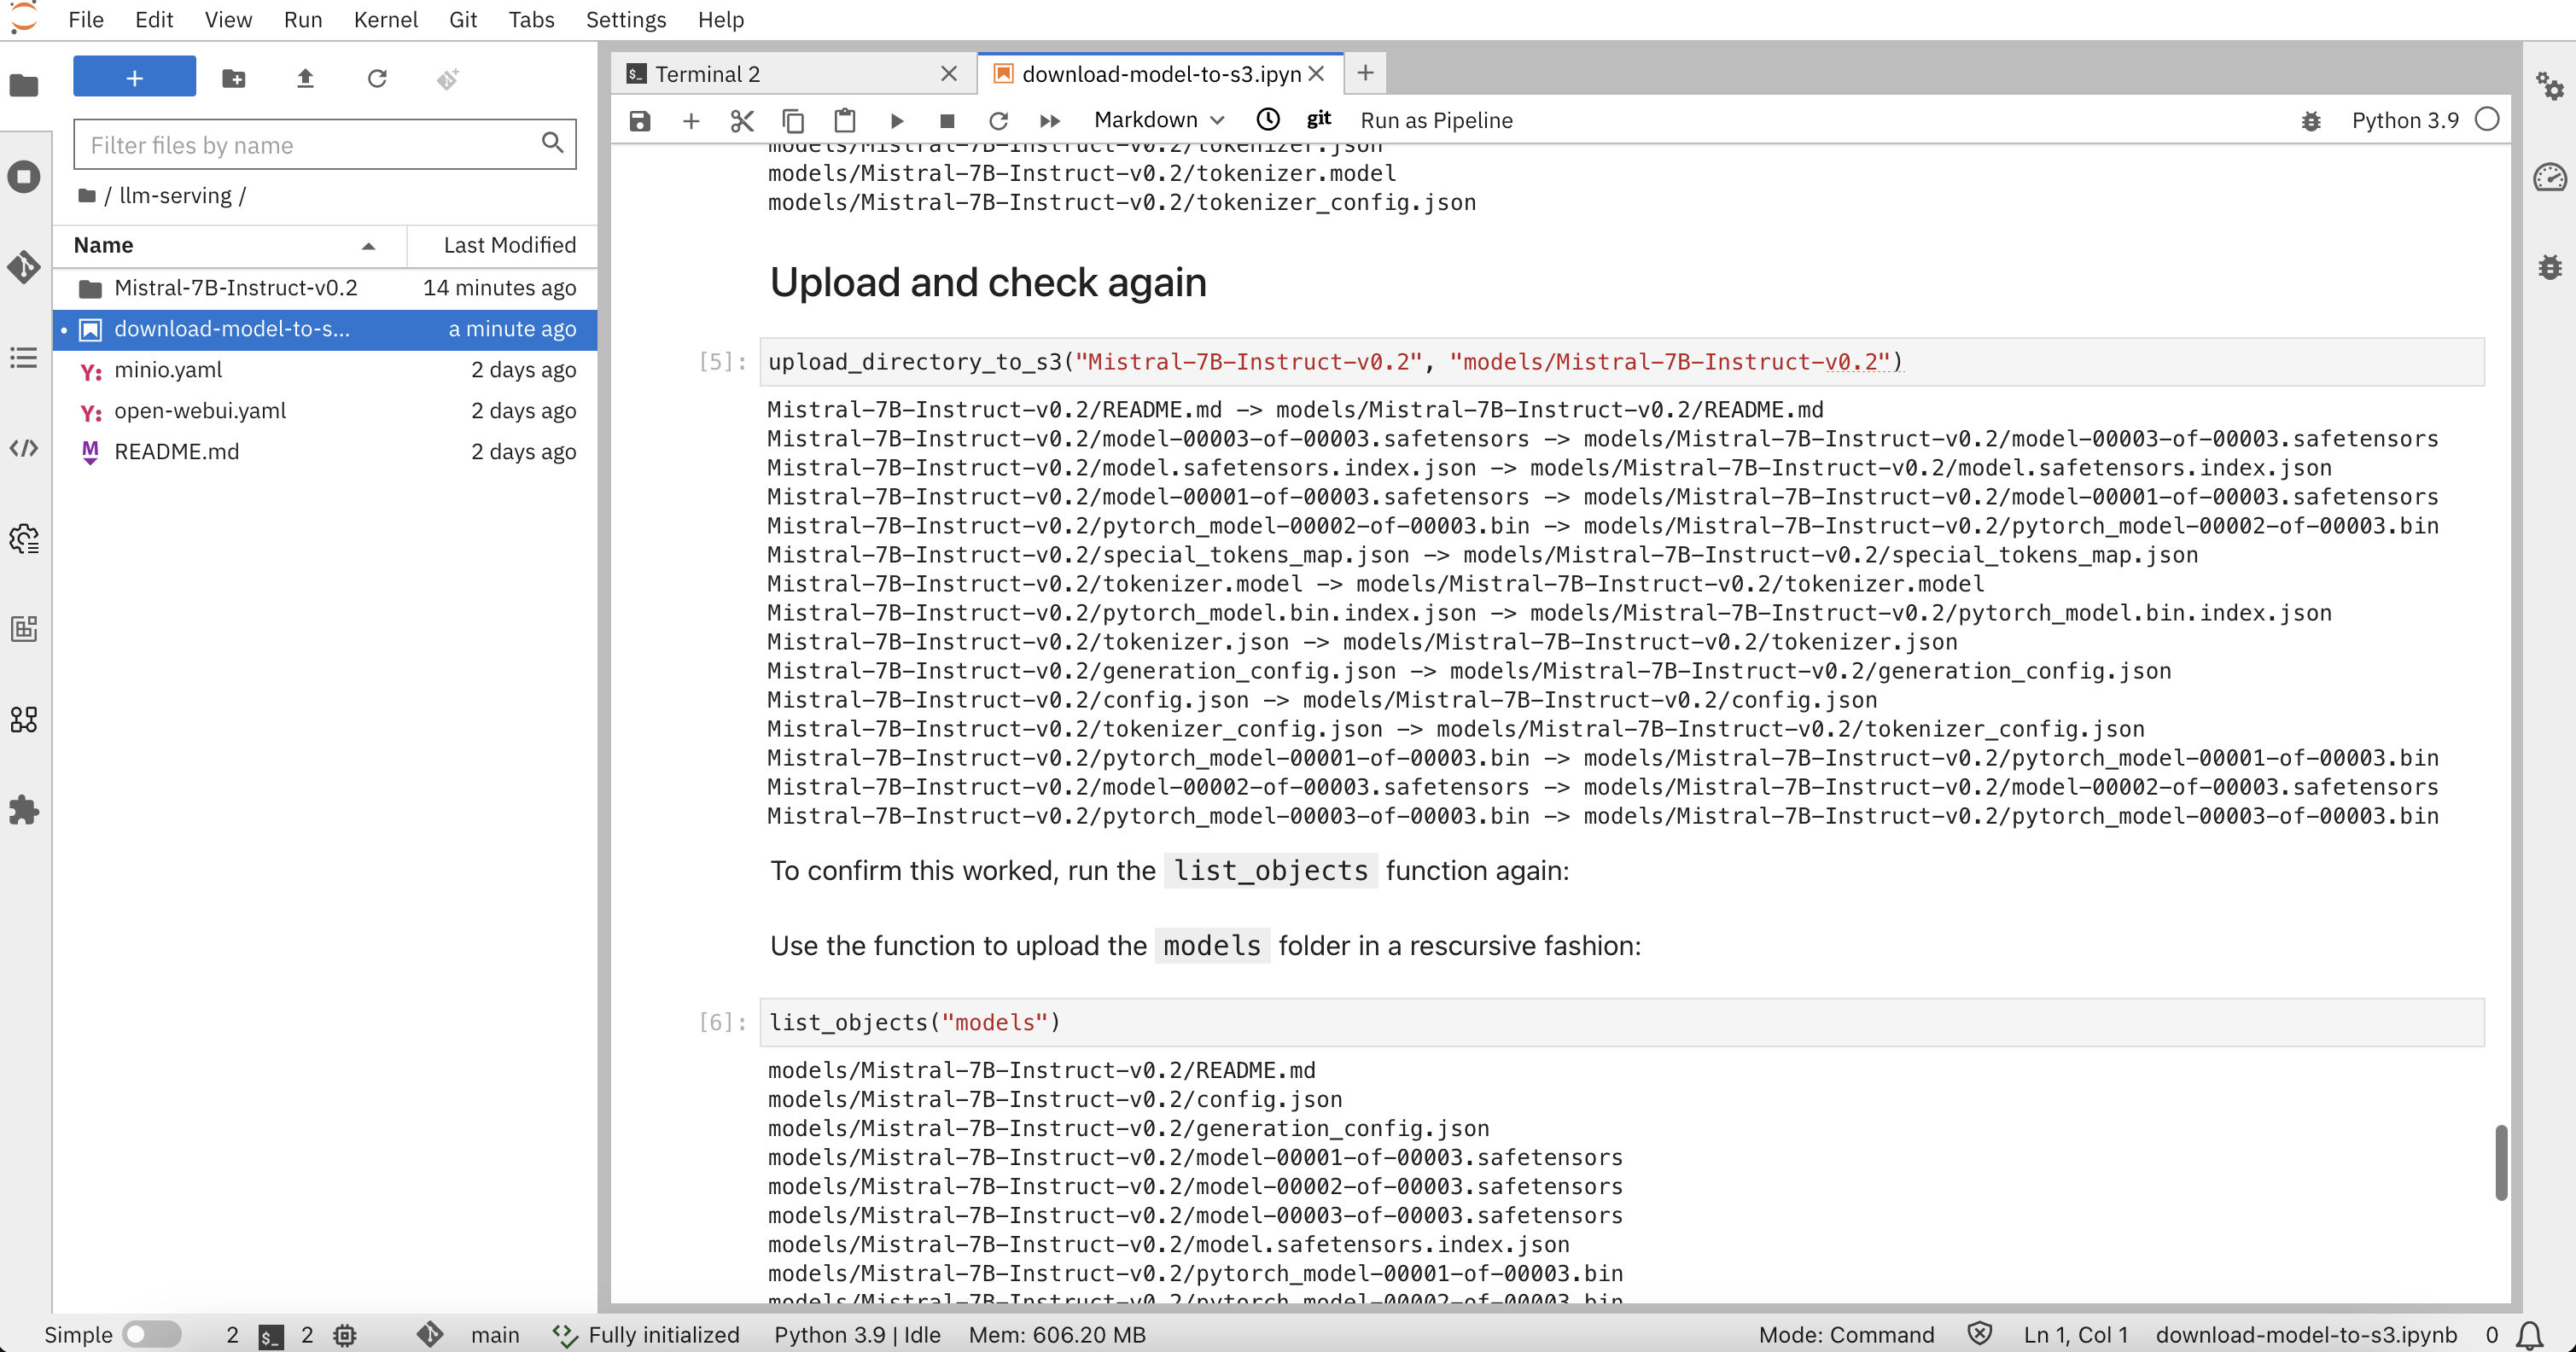 File Edit View Run Kernel Git Tabs Settings Help
Filter files by name
/ llm-serving /
Name Last Modified
Mistral-7B-Instruct-v0.2 14 minutes ago
download-model-to-s... a minute ago
Y: minio.yaml 2 days ago
Y: open-webui.yaml 2 days ago
M README.md 2 days ago
Terminal 2
download-model-to-s3.ipyn
Markdown git Run as Pipeline Python 3.9
models/Mistral-7B-Instruct-v0.2/tokenizer.json
models/Mistral-7B-Instruct-v0.2/tokenizer.model
models/Mistral-7B-Instruct-v0.2/tokenizer_config.json
Upload and check again
[5]: upload_directory_to_s3("Mistral-7B-Instruct-v0.2", "models/Mistral-7B-Instruct-v0.2")
Mistral-7B-Instruct-v0.2/README.md -> models/Mistral-7B-Instruct-v0.2/README.md
Mistral-7B-Instruct-v0.2/model-00003-of-00003.safetensors -> models/Mistral-7B-Instruct-v0.2/model-00003-of-00003.safetensors
Mistral-7B-Instruct-v0.2/model.safetensors.index.json -> models/Mistral-7B-Instruct-v0.2/model.safetensors.index.json
Mistral-7B-Instruct-v0.2/model-00001-of-00003.safetensors -> models/Mistral-7B-Instruct-v0.2/model-00001-of-00003.safetensors
Mistral-7B-Instruct-v0.2/pytorch_model-00002-of-00003.bin -> models/Mistral-7B-Instruct-v0.2/pytorch_model-00002-of-00003.bin
Mistral-7B-Instruct-v0.2/special_tokens_map.json -> models/Mistral-7B-Instruct-v0.2/special_tokens_map.json
Mistral-7B-Instruct-v0.2/tokenizer.model -> models/Mistral-7B-Instruct-v0.2/tokenizer.model
Mistral-7B-Instruct-v0.2/pytorch_model.bin.index.json -> models/Mistral-7B-Instruct-v0.2/pytorch_model.bin.index.json
Mistral-7B-Instruct-v0.2/tokenizer.json -> models/Mistral-7B-Instruct-v0.2/tokenizer.json
Mistral-7B-Instruct-v0.2/generation_config.json -> models/Mistral-7B-Instruct-v0.2/generation_config.json
Mistral-7B-Instruct-v0.2/config.json -> models/Mistral-7B-Instruct-v0.2/config.json
Mistral-7B-Instruct-v0.2/tokenizer_config.json -> models/Mistral-7B-Instruct-v0.2/tokenizer_config.json
Mistral-7B-Instruct-v0.2/pytorch_model-00001-of-00003.bin -> models/Mistral-7B-Instruct-v0.2/pytorch_model-00001-of-00003.bin
Mistral-7B-Instruct-v0.2/model-00002-of-00003.safetensors -> models/Mistral-7B-Instruct-v0.2/model-00002-of-00003.safetensors
Mistral-7B-Instruct-v0.2/pytorch_model-00003-of-00003.bin -> models/Mistral-7B-Instruct-v0.2/pytorch_model-00003-of-00003.bin
To confirm this worked, run the list_objects function again:
Use the function to upload the models folder in a rescursive fashion:
[6]: list_objects("models")
models/Mistral-7B-Instruct-v0.2/README.md
models/Mistral-7B-Instruct-v0.2/config.json
models/Mistral-7B-Instruct-v0.2/generation_config.json
models/Mistral-7B-Instruct-v0.2/model-00001-of-00003.safetensors
models/Mistral-7B-Instruct-v0.2/model-00002-of-00003.safetensors
models/Mistral-7B-Instruct-v0.2/model-00003-of-00003.safetensors
models/Mistral-7B-Instruct-v0.2/model.safetensors.index.json
models/Mistral-7B-Instruct-v0.2/pytorch_model-00001-of-00003.bin
models/Mistral-7B-Instruct-v0.2/pytorch_model-00002-of-00003.bin
Simple 2 2 main Fully initialized Python 3.9 | Idle Mem: 606.20 MB Mode: Command Ln 1, Col 1 download-model-to-s3.ipynb 0